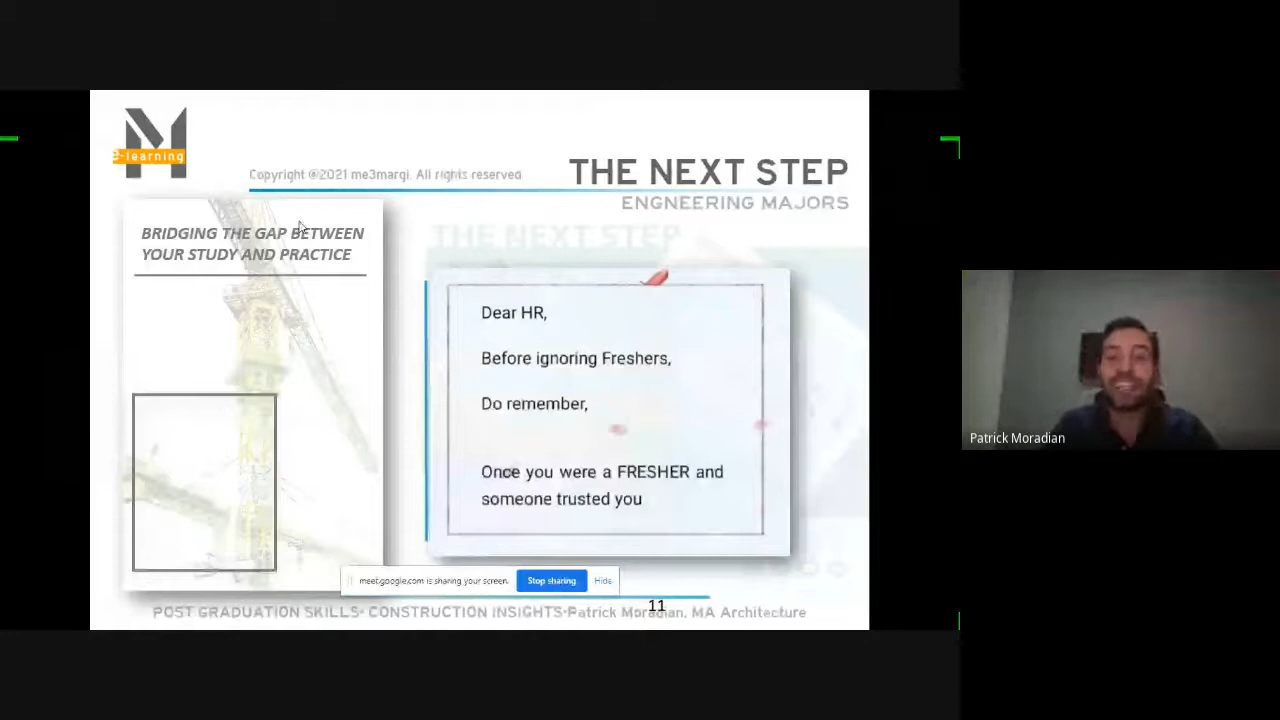 M
e-learning
Copyright @2021 me3margi. All rights reserved
THE NEXT STEP
ENGNEERING MAJORS
BRIDGING THE GAP BETWEEN
YOUR STUDY AND PRACTICE
THE NEXT STEP
Dear HR,
Before ignoring Freshers,
Do remember,
Once you were a FRESHER and
someone trusted you
meet.google.com is sharing your screen.
Stop sharing
Hide
11
POST GRADUATION SKILLS• CONSTRUCTION INSIGHTS•Patrick Moradian, MA Architecture
Patrick Moradian